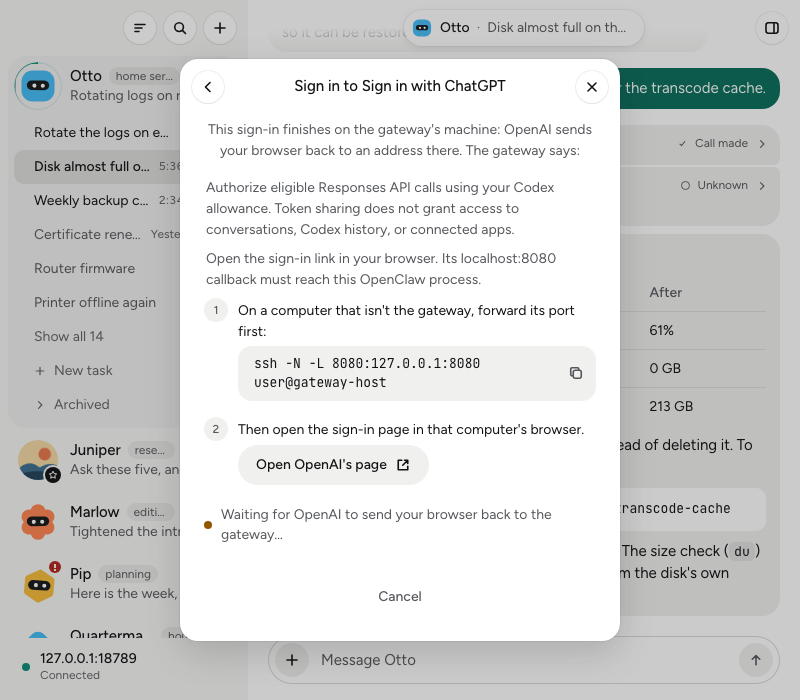 so it can be restor
Otto · Disk almost full on th...
Otto home ser...
Rotating logs on r
Rotate the logs on e...
Disk almost full o... 5:36
Weekly backup c... 2:34
Certificate rene... Yeste
Router firmware
Printer offline again
Show all 14
New task
Archived
Juniper rese...
Ask these five, an
Marlow editi...
Tightened the intr
Pip planning
Here is the week,
Quarterma
127.0.0.1:18789
Connected
Sign in to Sign in with ChatGPT
This sign-in finishes on the gateway's machine: OpenAI sends
your browser back to an address there. The gateway says:
Authorize eligible Responses API calls using your Codex
allowance. Token sharing does not grant access to
conversations, Codex history, or connected apps.
Open the sign-in link in your browser. Its localhost:8080
callback must reach this OpenClaw process.
1 On a computer that isn't the gateway, forward its port
first:
ssh -N -L 8080:127.0.0.1:8080
user@gateway-host
2 Then open the sign-in page in that computer's browser.
Open OpenAI's page
Waiting for OpenAI to send your browser back to the
gateway...
Cancel
the transcode cache.
Call made
Unknown
After
61%
0 GB
213 GB
ead of deleting it. To
transcode-cache
The size check (du)
m the disk's own
Message Otto